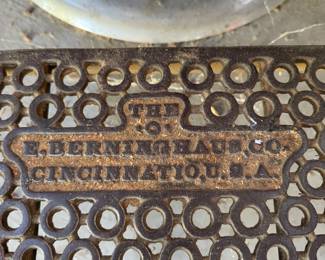 THE
E. BERNINGHAUS CO.
CINCINNATI O, U.S.A.